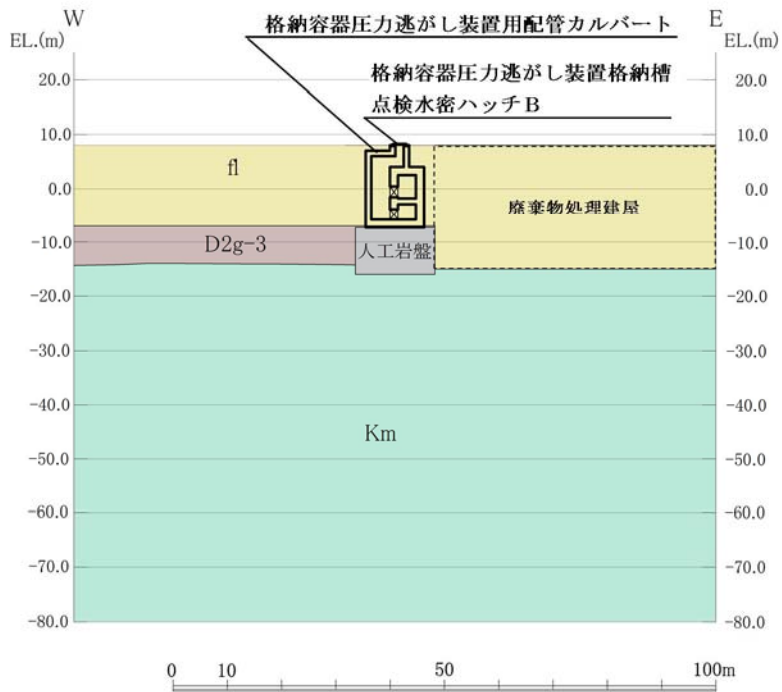 W
E
EL.(m)
EL.(m)
格納容器圧力逃がし装置用配管カルバート
格納容器圧力逃がし装置格納槽
点検水密ハッチB
20.0
20.0
10.0
10.0
fl
0.0
0.0
廃棄物処理建屋
-10.0
D2g-3
人工岩盤
-10.0
-20.0
-20.0
-30.0
-30.0
-40.0
-40.0
Km
-50.0
-50.0
-60.0
-60.0
-70.0
-70.0
-80.0
-80.0
0 10 50 100m